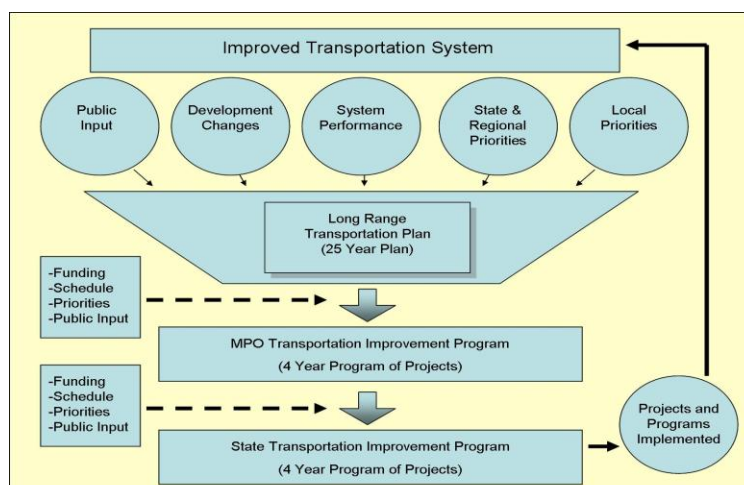 Improved Transportation System
Public
Input
Development
Changes
System
Performance
State &
Regional
Priorities
Local
Priorities
Long Range
Transportation Plan
(25 Year Plan)
-Funding
-Schedule
-Priorities
-Public Input
MPO Transportation Improvement Program
(4 Year Program of Projects)
-Funding
-Schedule
-Priorities
-Public Input
State Transportation Improvement Program
(4 Year Program of Projects)
Projects and
Programs
Implemented